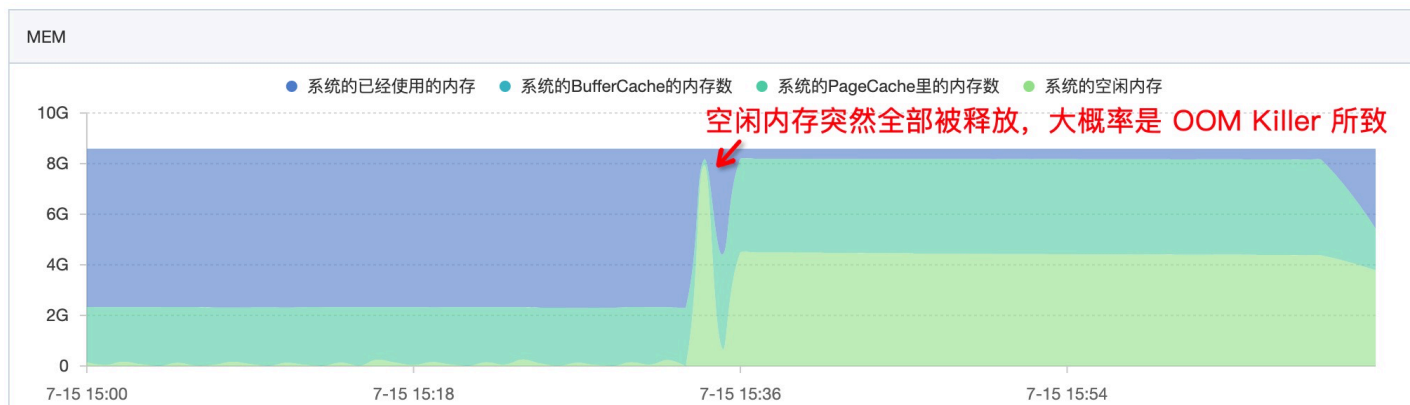 MEM
系统的已经使用的内存 系统的BufferCache的内存数 系统的PageCache里的内存数 系统的空闲内存
10G
空闲内存突然全部被释放，大概率是 OOM Killer 所致
8G
6G
4G
2G
0
7-15 15:00 7-15 15:18 7-15 15:36 7-15 15:54